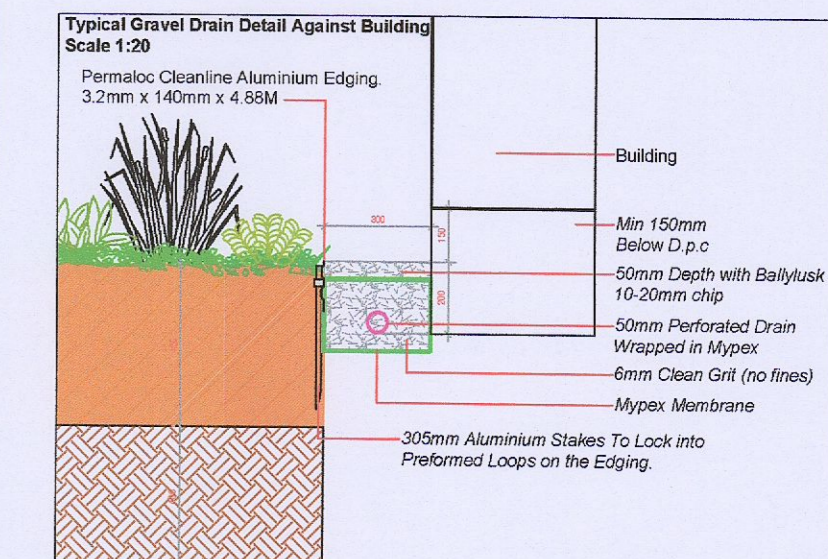 Typical Gravel Drain Detail Against Building
Scale 1:20
Permaloc Cleanline Aluminium Edging.
3.2mm x 140mm x 4.88M
Building
300
150
Min 150mm
Below D.p.c
50mm Depth with Ballylusk
10-20mm chip
200
50mm Perforated Drain
Wrapped in Mypex
6mm Clean Grit (no fines)
Mypex Membrane
305mm Aluminium Stakes To Lock into
Preformed Loops on the Edging.